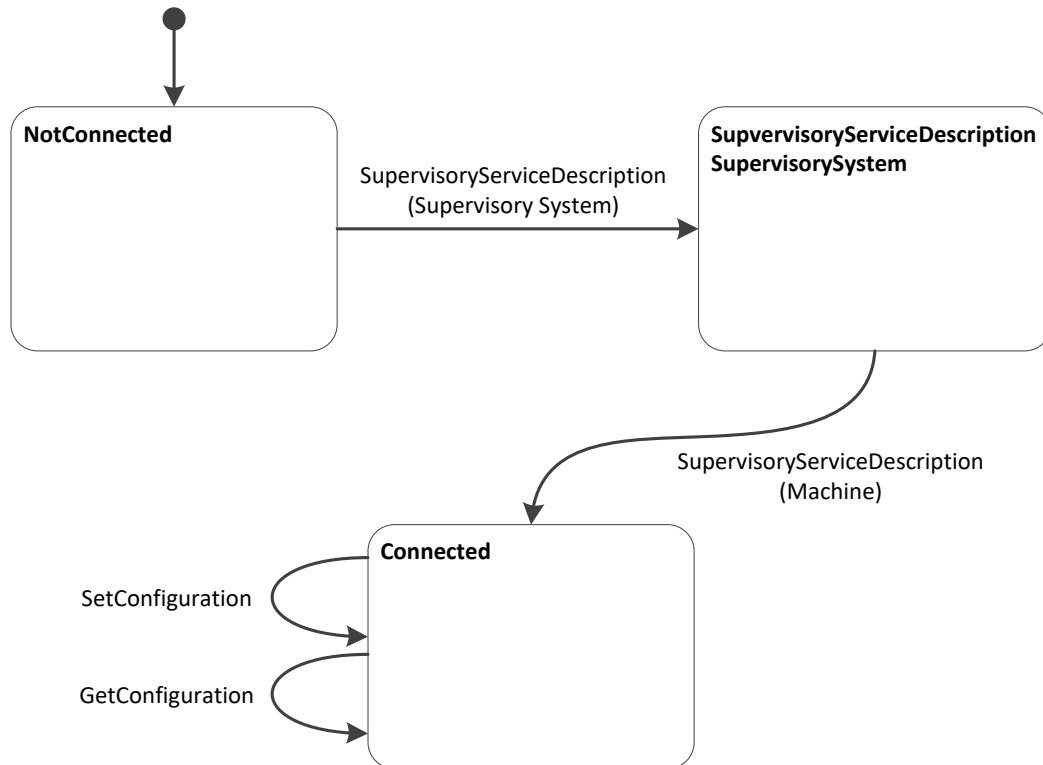 NotConnected
SupervisoryServiceDescription
(Supervisory System)
SupvervisoryServiceDescription
SupervisorySystem
SupervisoryServiceDescription
(Machine)
Connected
SetConfiguration
GetConfiguration